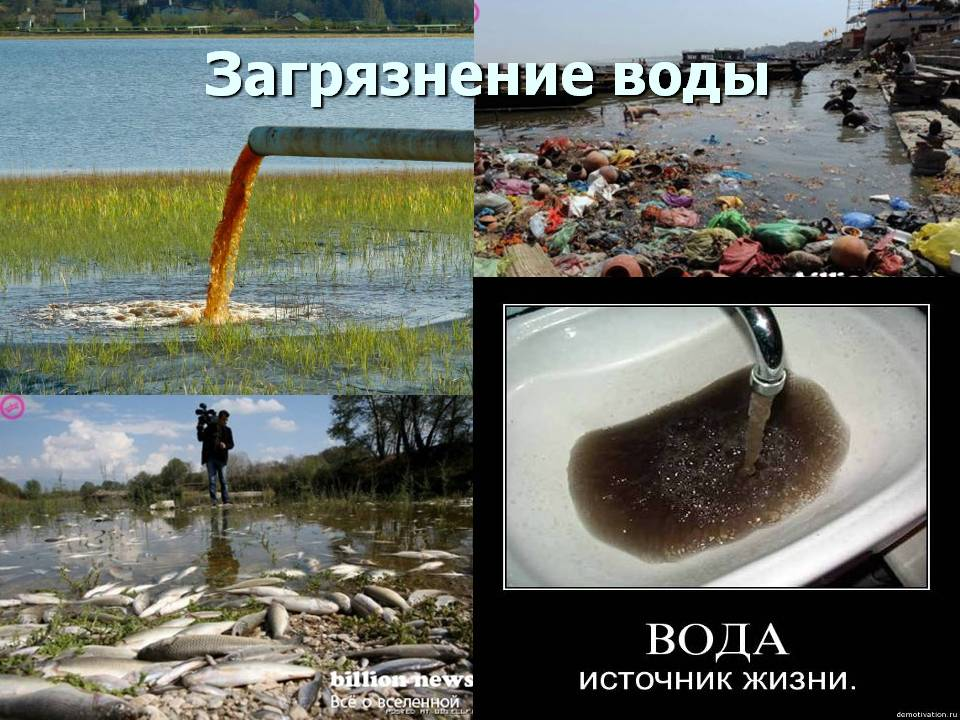 Загрязнение воды
ВОДА
источник жизни.
billion news
Всё о вселенной
demotivation.ru